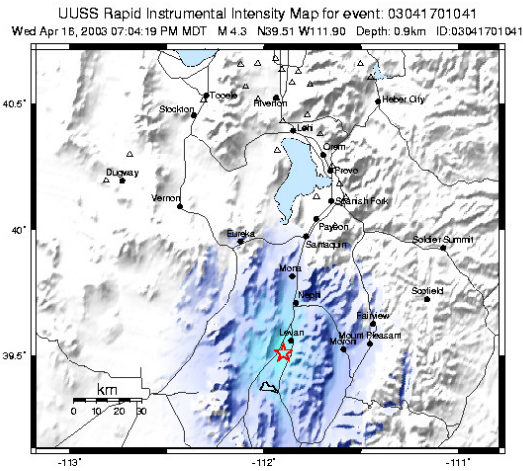 UUSS Rapid Instrumental Intensity Map for event: 03041701041
Wed Apr 16, 2003 07:04:19 PM MDT M 4.3 N39.51 W111.90 Depth: 0.9km ID:03041701041
40.5°
40°
39.5°
Tooele
Riverton
Heber City
Stockton
Lehi
Orem
Provo
Dugway
Vernon
Spanish Fork
Payson
Eureka
Santaquin
Soldier Summit
Mona
Scofield
Nephi
Fairview
Levan
Mount Pleasant
Moroni
km
0 10 20 30
-113° -112° -111°